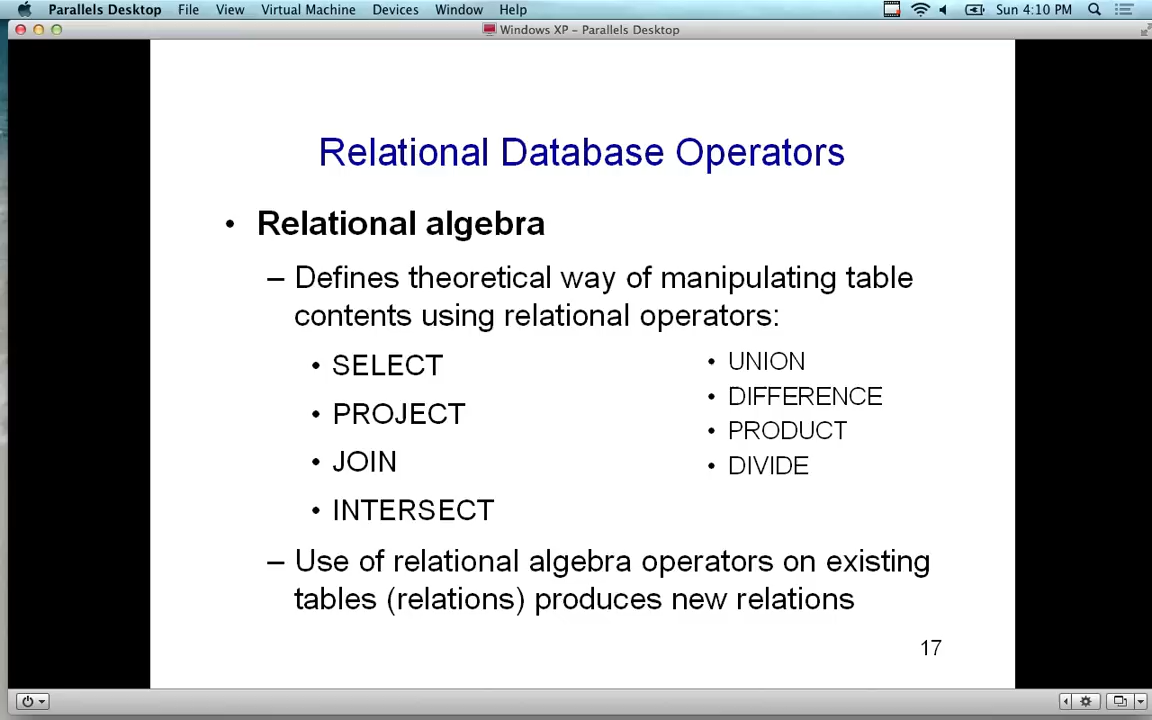 Parallels Desktop File View Virtual Machine Devices Window Help Sun 4:10 PM
Windows XP – Parallels Desktop
Relational Database Operators
• Relational algebra
– Defines theoretical way of manipulating table
contents using relational operators:
• SELECT
• PROJECT
• JOIN
• INTERSECT
• UNION
• DIFFERENCE
• PRODUCT
• DIVIDE
– Use of relational algebra operators on existing
tables (relations) produces new relations
17